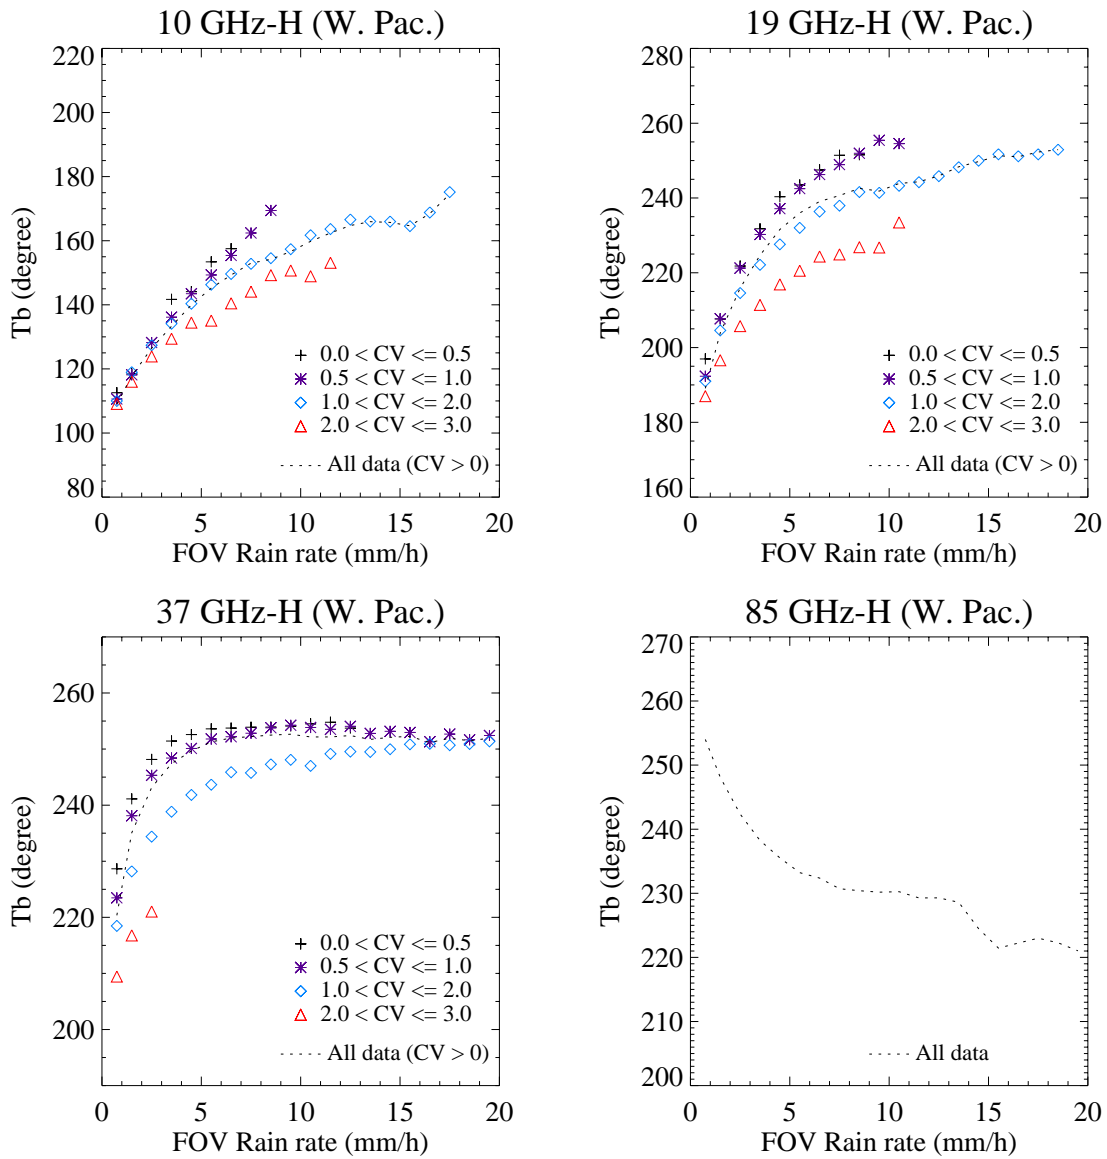 10 GHz-H (W. Pac.)
220
200
180
160
140
120
100
80
Tb (degree)
0.0 < CV <= 0.5
0.5 < CV <= 1.0
1.0 < CV <= 2.0
2.0 < CV <= 3.0
All data (CV > 0)
0 5 10 15 20
FOV Rain rate (mm/h)
19 GHz-H (W. Pac.)
280
260
240
220
200
180
160
Tb (degree)
0.0 < CV <= 0.5
0.5 < CV <= 1.0
1.0 < CV <= 2.0
2.0 < CV <= 3.0
All data (CV > 0)
0 5 10 15 20
FOV Rain rate (mm/h)
37 GHz-H (W. Pac.)
260
240
220
200
Tb (degree)
0.0 < CV <= 0.5
0.5 < CV <= 1.0
1.0 < CV <= 2.0
2.0 < CV <= 3.0
All data (CV > 0)
0 5 10 15 20
FOV Rain rate (mm/h)
85 GHz-H (W. Pac.)
270
260
250
240
230
220
210
200
Tb (degree)
All data
0 5 10 15 20
FOV Rain rate (mm/h)